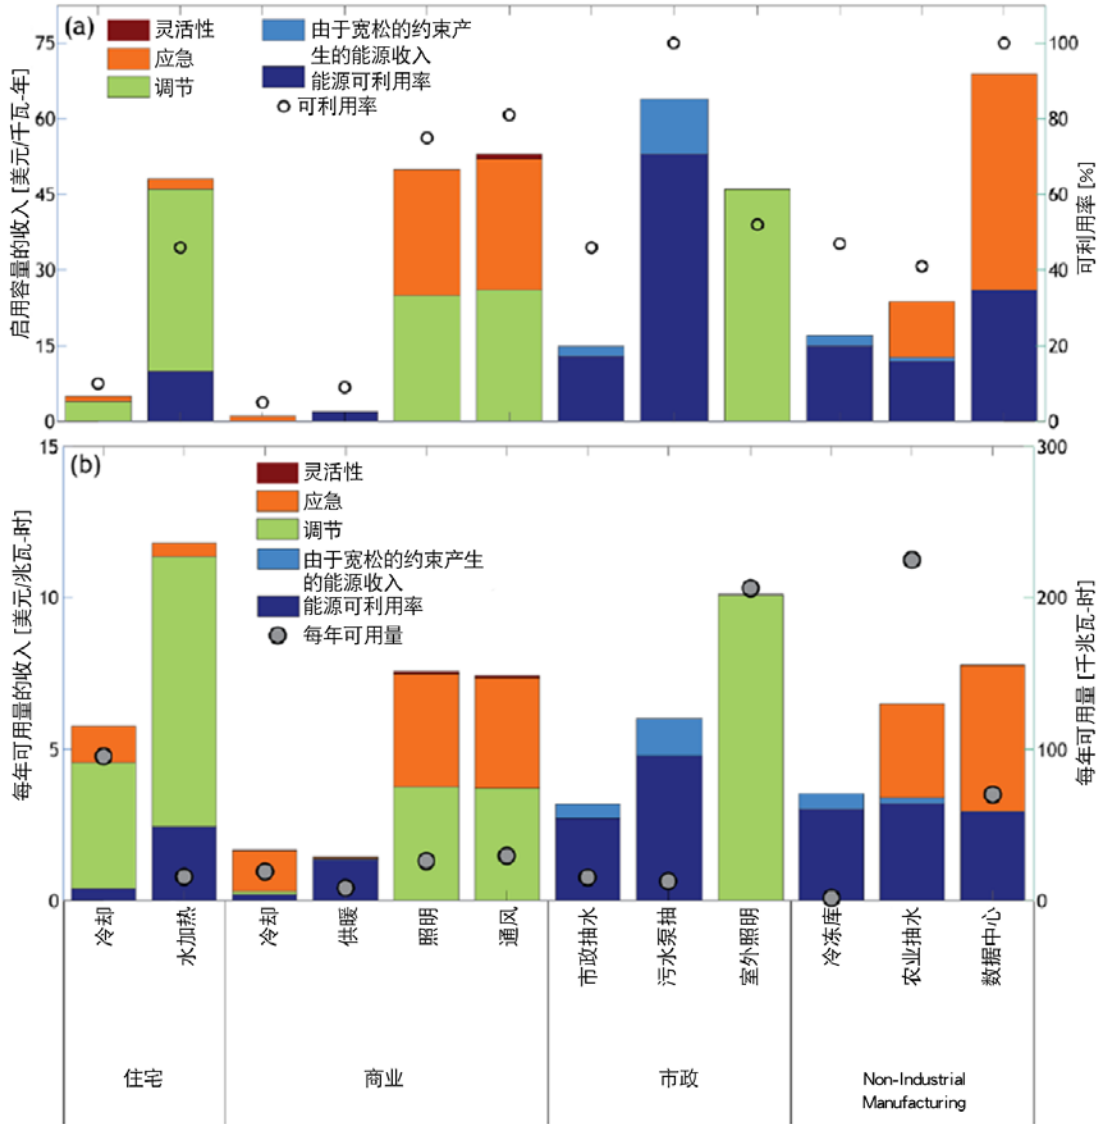 (a)
灵活性
应急
调节
由于宽松的约束产
生的能源收入
能源可利用率
可利用率
启用容量的收入 [美元/千瓦-年]
75
60
45
30
15
0
可利用率 [%]
100
80
60
40
20
0
(b)
灵活性
应急
调节
由于宽松的约束产生
的能源收入
能源可利用率
每年可用量
每年可用量的收入 [美元/兆瓦-时]
15
10
5
0
每年可用量 [千兆瓦-时]
300
200
100
0
冷却
水加热
冷却
供暖
照明
通风
市政抽水
污水泵抽
室外照明
冷冻库
农业抽水
数据中心
住宅
商业
市政
Non-Industrial
Manufacturing